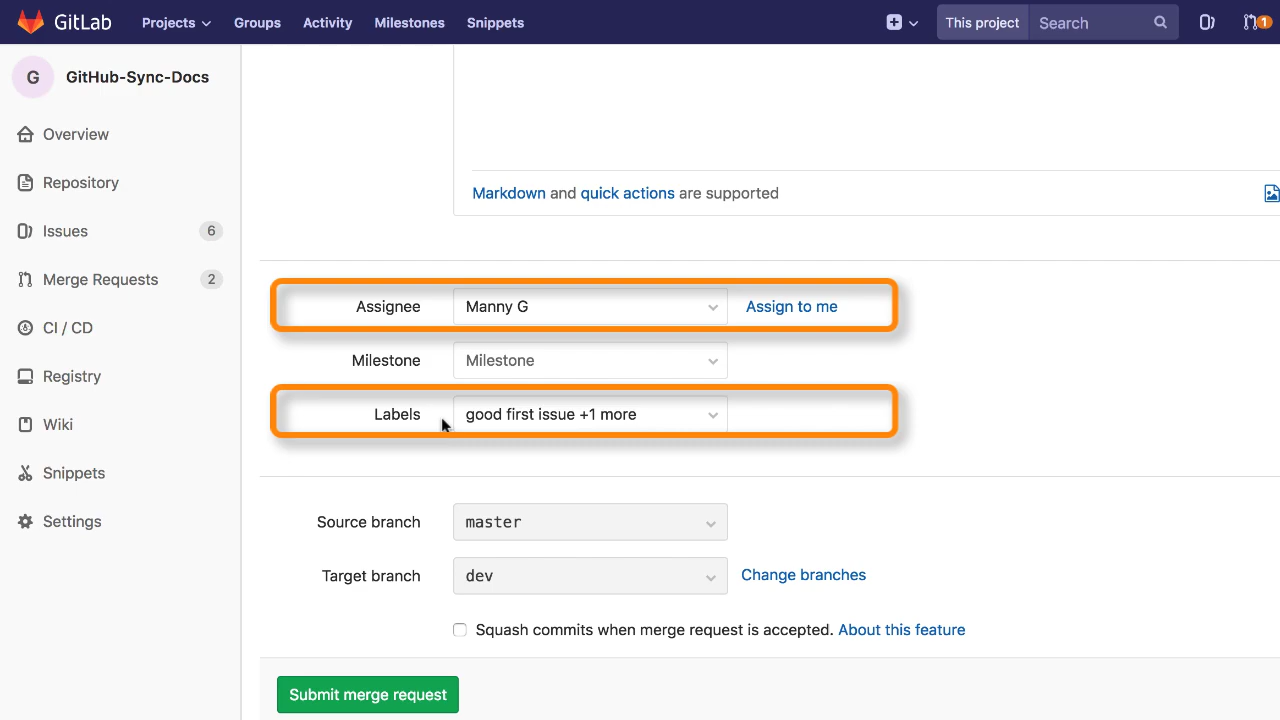 GitLab Projects Groups Activity Milestones Snippets This project Search 1
G GitHub-Sync-Docs
Overview
Repository
Issues 6
Merge Requests 2
CI / CD
Registry
Wiki
Snippets
Settings
Markdown and quick actions are supported
Assignee Manny G Assign to me
Milestone Milestone
Labels good first issue +1 more
Source branch master
Target branch dev Change branches
Squash commits when merge request is accepted. About this feature
Submit merge request